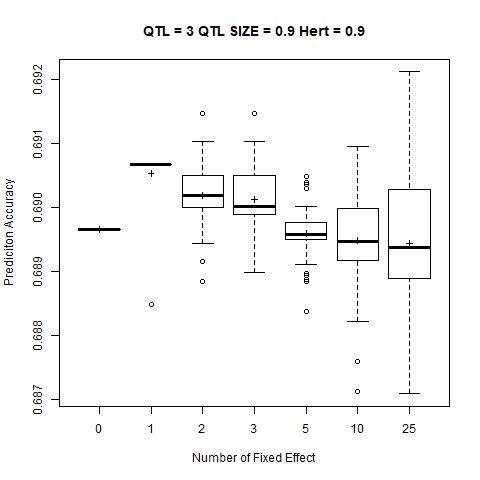 QTL = 3 QTL SIZE = 0.9 Hert = 0.9
0.692
0.691
0.690
0.689
0.688
0.687
Prediciton Accuracy
0 1 2 3 5 10 25
Number of Fixed Effect